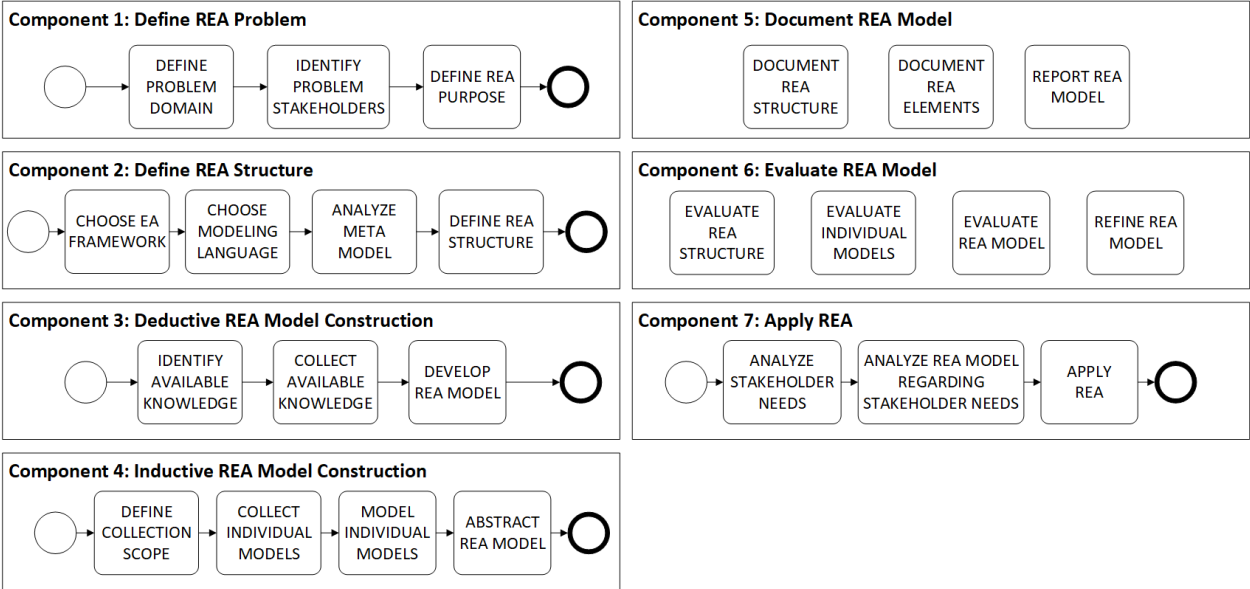 Component 1: Define REA Problem
DEFINE
PROBLEM
DOMAIN
IDENTIFY
PROBLEM
STAKEHOLDERS
DEFINE REA
PURPOSE
Component 2: Define REA Structure
CHOOSE EA
FRAMEWORK
CHOOSE
MODELING
LANGUAGE
ANALYZE
META
MODEL
DEFINE REA
STRUCTURE
Component 3: Deductive REA Model Construction
IDENTIFY
AVAILABLE
KNOWLEDGE
COLLECT
AVAILABLE
KNOWLEDGE
DEVELOP
REA MODEL
Component 4: Inductive REA Model Construction
DEFINE
COLLECTION
SCOPE
COLLECT
INDIVIDUAL
MODELS
MODEL
INDIVIDUAL
MODELS
ABSTRACT
REA MODEL
Component 5: Document REA Model
DOCUMENT
REA
STRUCTURE
DOCUMENT
REA
ELEMENTS
REPORT REA
MODEL
Component 6: Evaluate REA Model
EVALUATE
REA
STRUCTURE
EVALUATE
INDIVIDUAL
MODELS
EVALUATE
REA MODEL
REFINE REA
MODEL
Component 7: Apply REA
ANALYZE
STAKEHOLDER
NEEDS
ANALYZE REA MODEL
REGARDING
STAKEHOLDER NEEDS
APPLY
REA